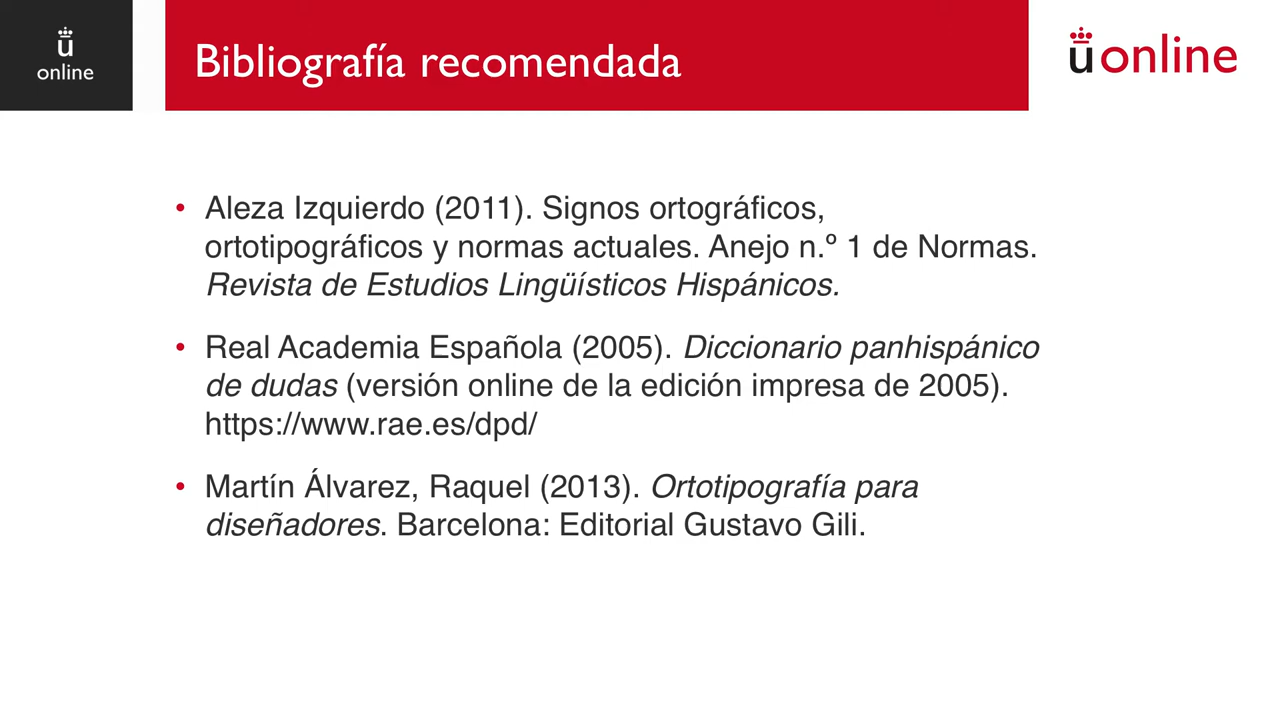 u
online
Bibliografía recomendada
u online
• Aleza Izquierdo (2011). Signos ortográficos,
ortotipográficos y normas actuales. Anejo n.º 1 de Normas.
Revista de Estudios Lingüísticos Hispánicos.
• Real Academia Española (2005). Diccionario panhispánico
de dudas (versión online de la edición impresa de 2005).
https://www.rae.es/dpd/
• Martín Álvarez, Raquel (2013). Ortotipografía para
diseñadores. Barcelona: Editorial Gustavo Gili.